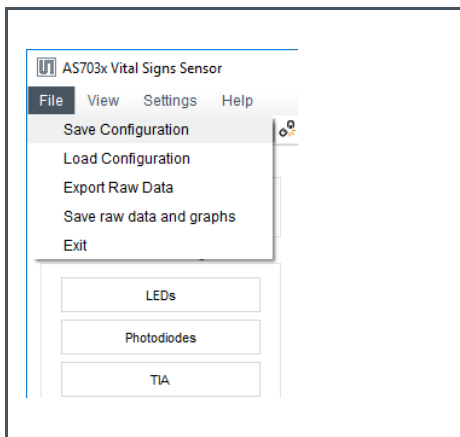 AS703x Vital Signs Sensor
File View Settings Help
Save Configuration
Load Configuration
Export Raw Data
Save raw data and graphs
Exit
LEDs
Photodiodes
TIA